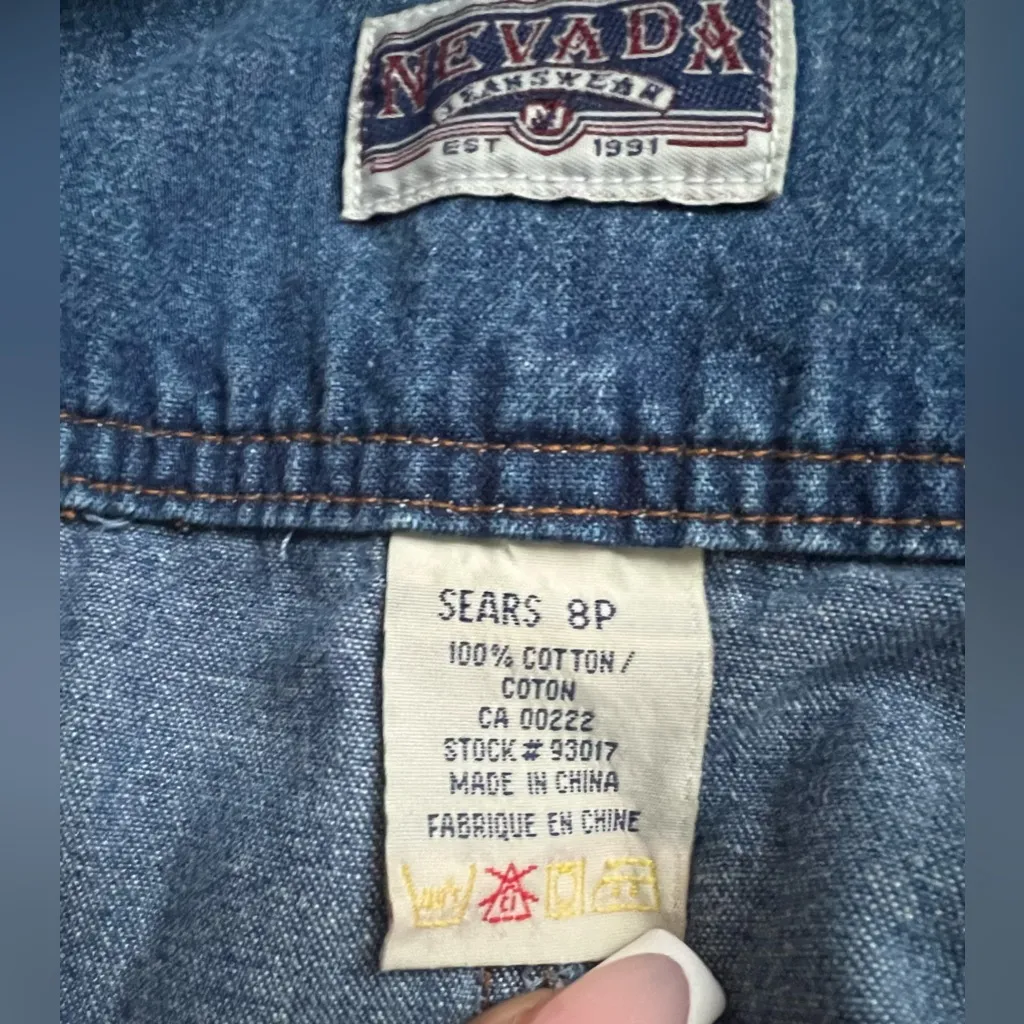 NEVADA
JEANSWEAR
EST 1991
SEARS 8P
100% COTTON /
COTON
CA 00222
STOCK # 93017
MADE IN CHINA
FABRIQUE EN CHINE
Cl